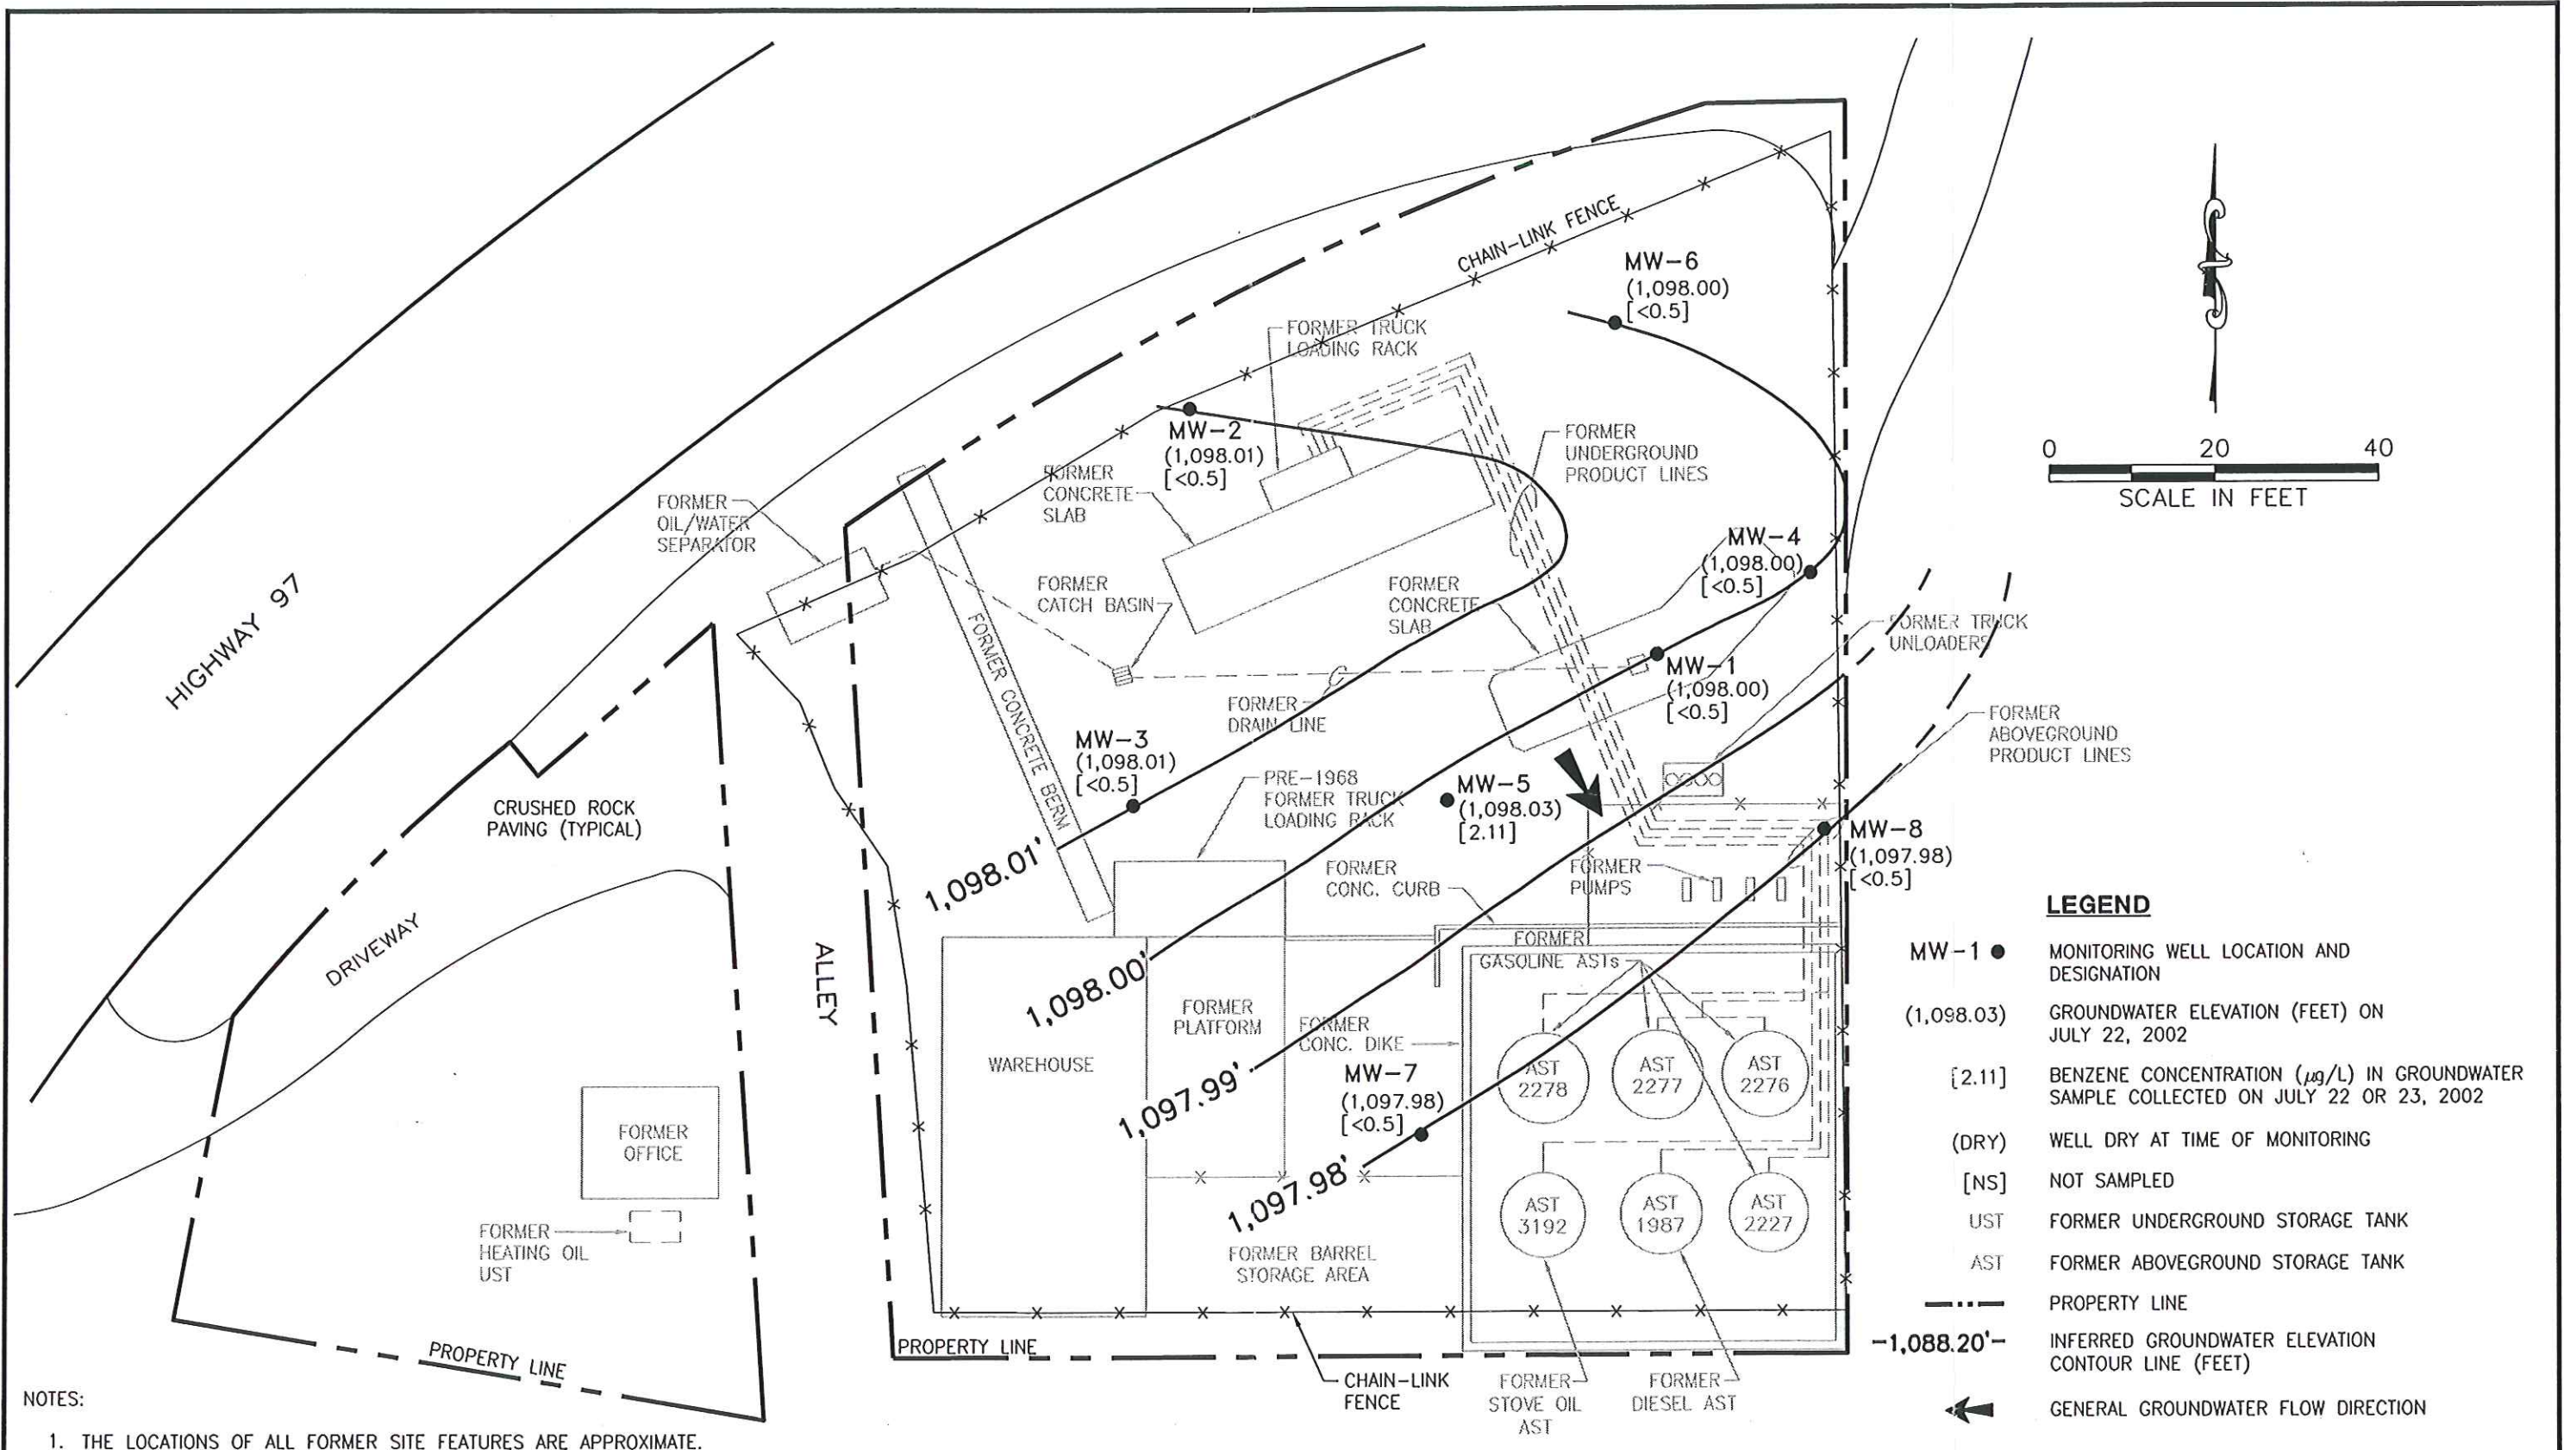 HIGHWAY 97
CHAIN-LINK FENCE
MW-6
(1,098.00)
[<0.5]
FORMER TRUCK
LOADING RACK
MW-2
(1,098.01)
[<0.5]
FORMER
UNDERGROUND
PRODUCT LINES
0 20 40
SCALE IN FEET
FORMER
OIL/WATER
SEPARATOR
FORMER
CONCRETE
SLAB
MW-4
(1,098.00)
[<0.5]
FORMER
CATCH BASIN
FORMER
CONCRETE
SLAB
FORMER TRUCK
UNLOADERS
FORMER CONCRETE BERM
MW-1
(1,098.00)
[<0.5]
FORMER
DRAIN LINE
FORMER
ABOVEGROUND
PRODUCT LINES
MW-3
(1,098.01)
[<0.5]
PRE-1968
FORMER TRUCK
LOADING RACK
MW-5
(1,098.03)
[2.11]
CRUSHED ROCK
PAVING (TYPICAL)
MW-8
(1,097.98)
[<0.5]
1,098.01'
FORMER
CONC. CURB
FORMER
PUMPS
DRIVEWAY
ALLEY
FORMER
GASOLINE ASTs
1,098.00'
FORMER
PLATFORM
FORMER
CONC. DIKE
WAREHOUSE
1,097.99'
MW-7
(1,097.98)
[<0.5]
AST
2278
AST
2277
AST
2276
FORMER
OFFICE
1,097.98'
AST
3192
AST
1987
AST
2227
FORMER
HEATING OIL
UST
FORMER BARREL
STORAGE AREA
PROPERTY LINE
PROPERTY LINE
CHAIN-LINK
FENCE
FORMER
STOVE OIL
AST
FORMER
DIESEL AST
LEGEND
MW-1 MONITORING WELL LOCATION AND
DESIGNATION
(1,098.03) GROUNDWATER ELEVATION (FEET) ON
JULY 22, 2002
[2.11] BENZENE CONCENTRATION (µg/L) IN GROUNDWATER
SAMPLE COLLECTED ON JULY 22 OR 23, 2002
(DRY) WELL DRY AT TIME OF MONITORING
[NS] NOT SAMPLED
UST FORMER UNDERGROUND STORAGE TANK
AST FORMER ABOVEGROUND STORAGE TANK
PROPERTY LINE
-1,088.20'- INFERRED GROUNDWATER ELEVATION
CONTOUR LINE (FEET)
GENERAL GROUNDWATER FLOW DIRECTION
NOTES:
1. THE LOCATIONS OF ALL FORMER SITE FEATURES ARE APPROXIMATE.